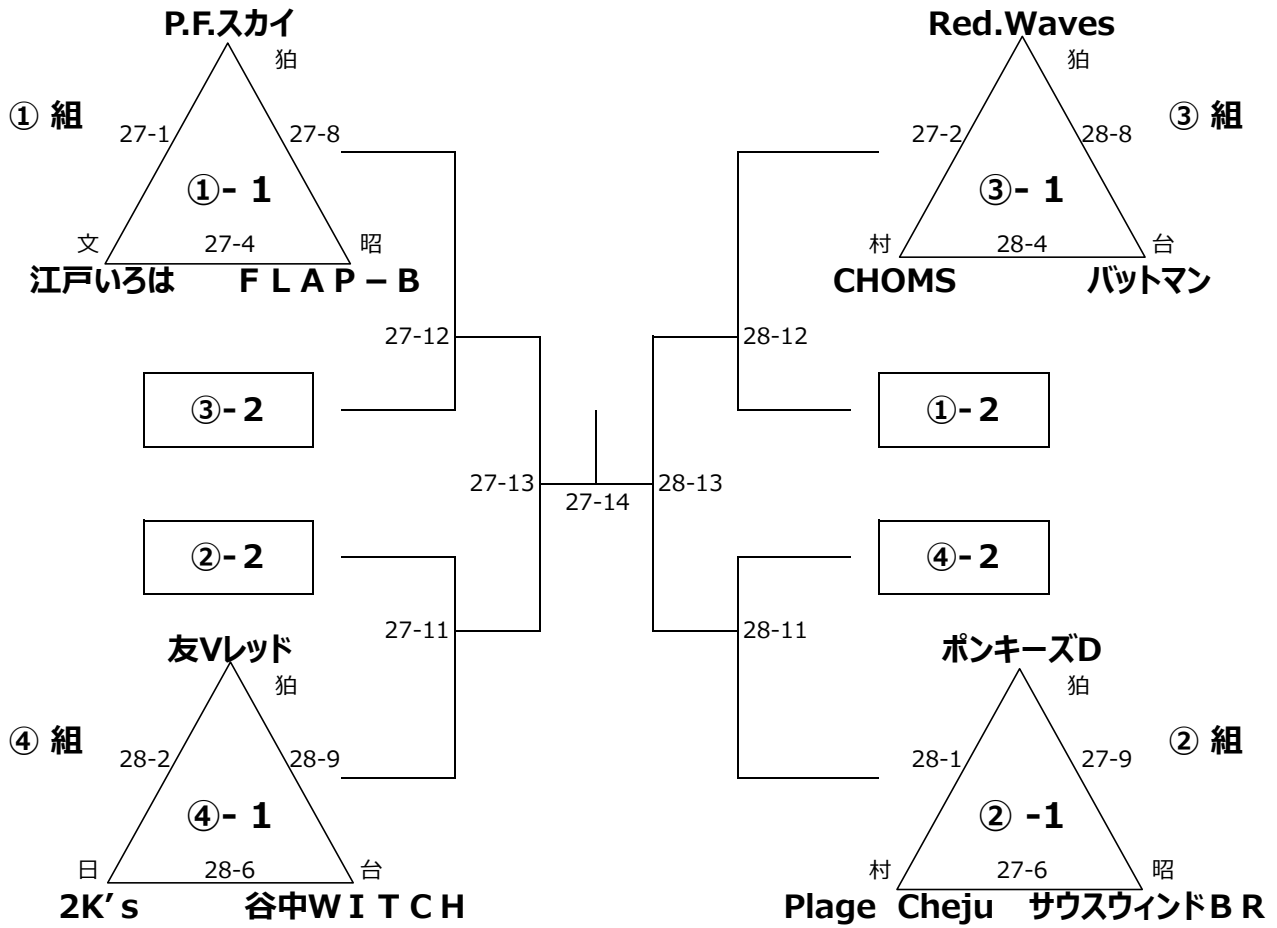 P.F.スカイ
狛
① 組
27-1
27-8
①- 1
文
27-4
昭
江戸いろは
ＦＬＡＰ－Ｂ
Red.Waves
狛
③ 組
27-2
28-8
③- 1
村
28-4
台
CHOMS
バットマン
27-12
28-12
③- 2
①- 2
27-13
27-14
28-13
②- 2
④- 2
27-11
28-11
友Vレッド
狛
④ 組
28-2
28-9
④- 1
日
28-6
台
2K’s
谷中ＷＩＴＣＨ
ポンキーズD
狛
② 組
28-1
27-9
② -1
村
27-6
昭
Plage Cheju
サウスウィンドＢＲ